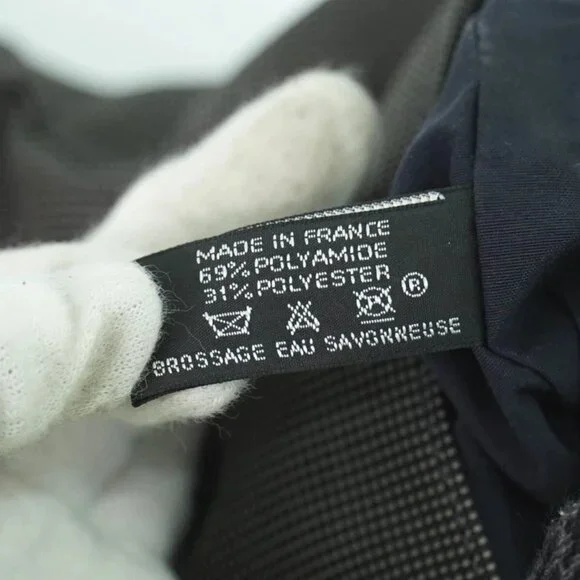 MADE IN FRANCE
69% POLYAMIDE
31% POLYESTER
®
BROSSAGE EAU SAVONNEUSE